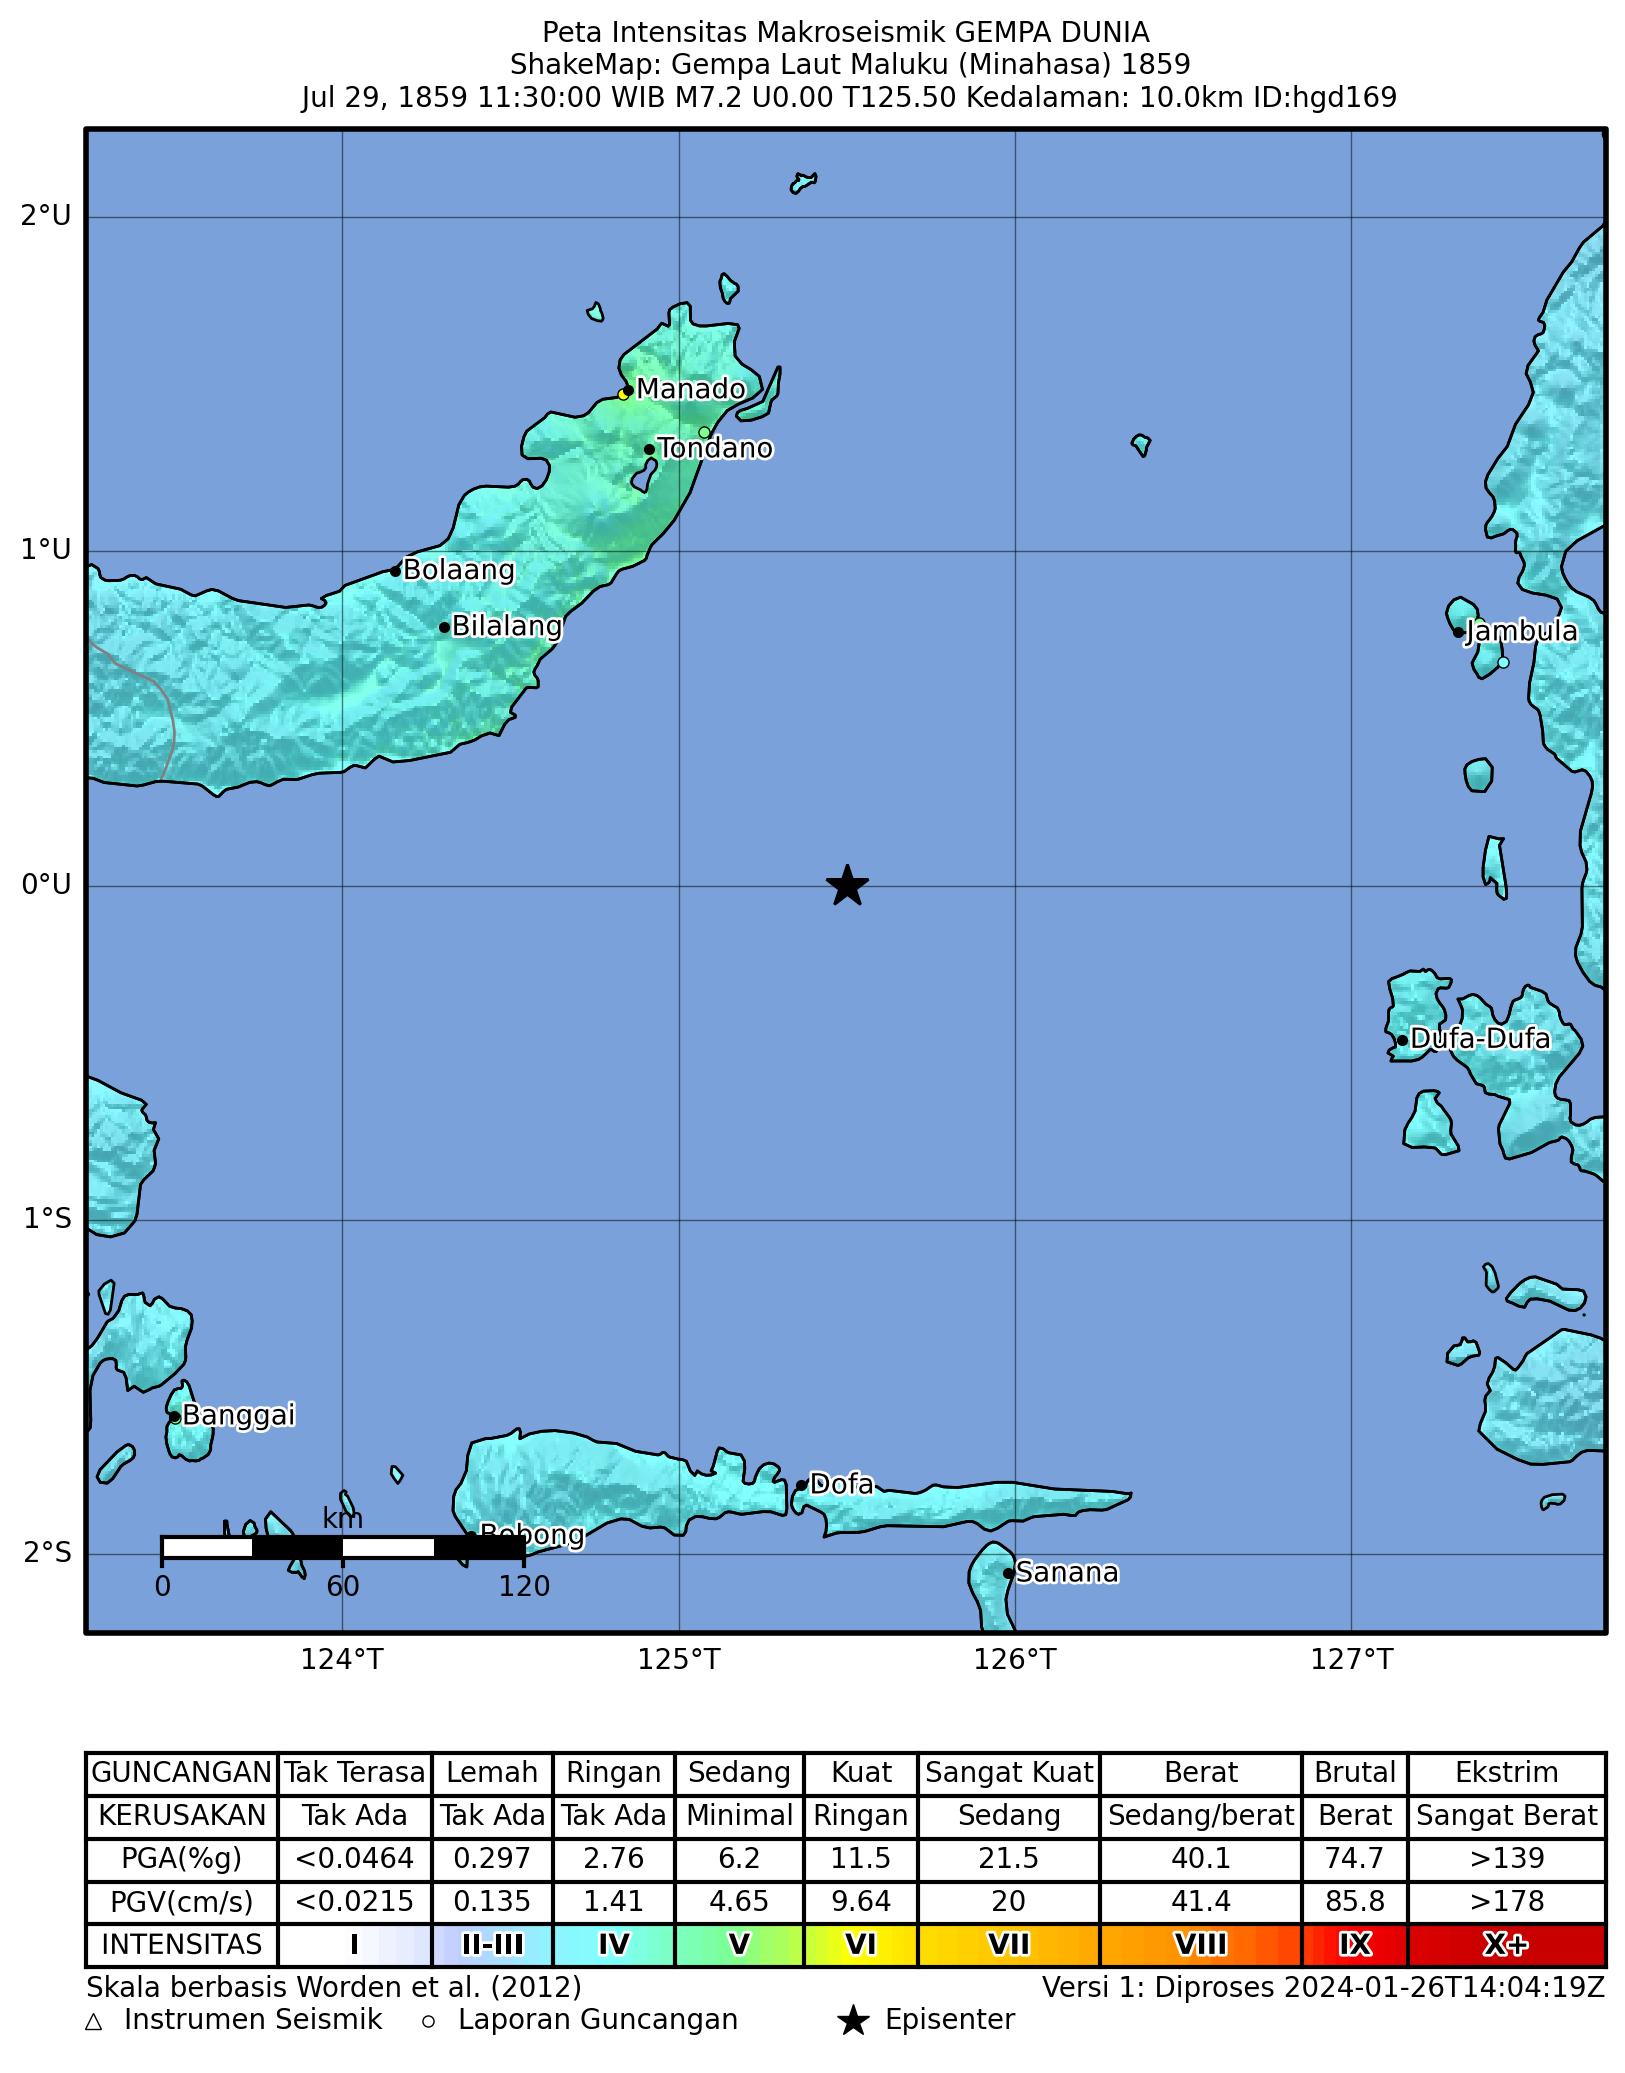 Peta Intensitas Makroseismik GEMPA DUNIA
ShakeMap: Gempa Laut Maluku (Minahasa) 1859
Jul 29, 1859 11:30:00 WIB M7.2 U0.00 T125.50 Kedalaman: 10.0km ID:hgd169
2°U
Manado
Tondano
1°U
Bolaang
Bilalang
Jambula
0°U
Dufa-Dufa
1°S
Banggai
Dofa
km
Bobong
2°S
Sanana
0 60 120
124°T 125°T 126°T 127°T
GUNCANGAN Tak Terasa Lemah Ringan Sedang Kuat Sangat Kuat Berat Brutal Ekstrim
KERUSAKAN Tak Ada Tak Ada Tak Ada Minimal Ringan Sedang Sedang/berat Berat Sangat Berat
PGA(%g) <0.0464 0.297 2.76 6.2 11.5 21.5 40.1 74.7 >139
PGV(cm/s) <0.0215 0.135 1.41 4.65 9.64 20 41.4 85.8 >178
INTENSITAS I II-III IV V VI VII VIII IX X+
Skala berbasis Worden et al. (2012) Versi 1: Diproses 2024-01-26T14:04:19Z
Instrumen Seismik Laporan Guncangan Episenter